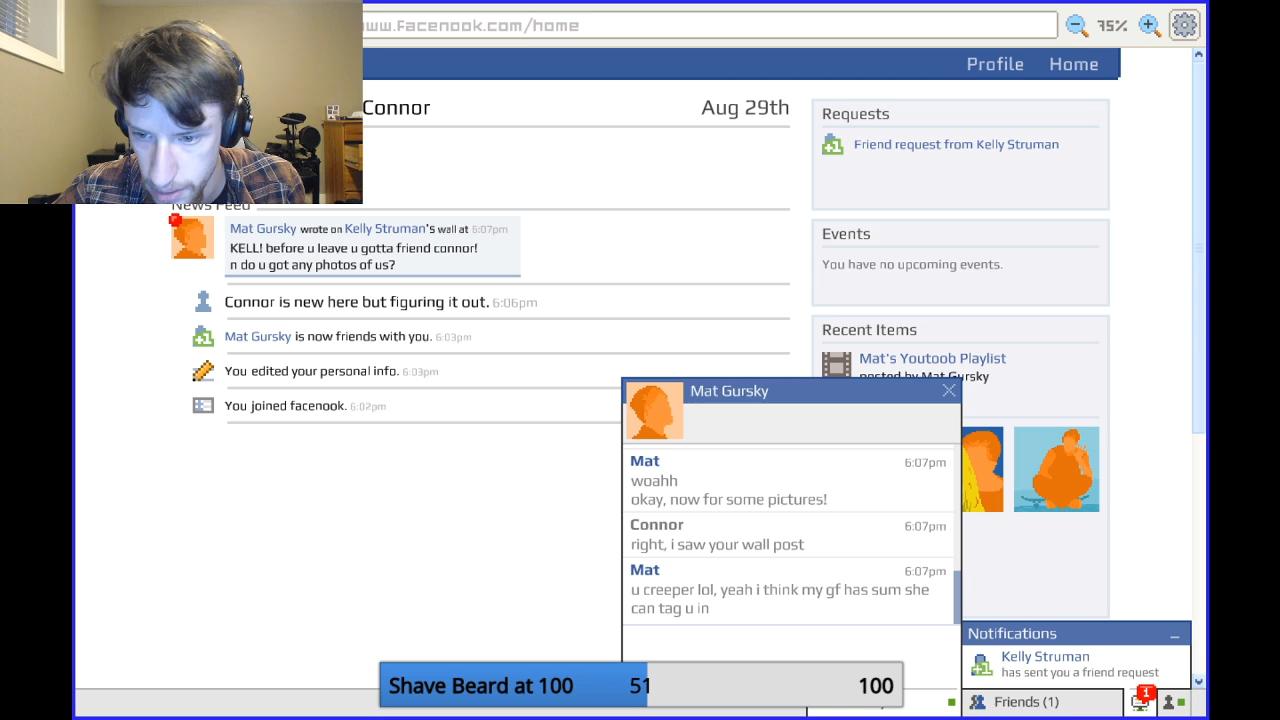 ww.facenook.com/home
75%
Profile Home
Connor
Aug 29th
News Feed
Mat Gursky wrote on Kelly Struman's wall at 6:07pm
KELL! before u leave u gotta friend connor!
n do u got any photos of us?
Connor is new here but figuring it out. 6:06pm
Mat Gursky is now friends with you. 6:03pm
You edited your personal info. 6:03pm
You joined facenook. 6:02pm
Requests
Friend request from Kelly Struman
Events
You have no upcoming events.
Recent Items
Mat's Youtoob Playlist
posted by Mat Gursky
Mat Gursky
Mat 6:07pm
woahh
okay, now for some pictures!
Connor 6:07pm
right, i saw your wall post
Mat 6:07pm
u creeper lol, yeah i think my gf has sum she
can tag u in
Notifications
Kelly Struman
has sent you a friend request
Friends (1)
1
Shave Beard at 100 51 100